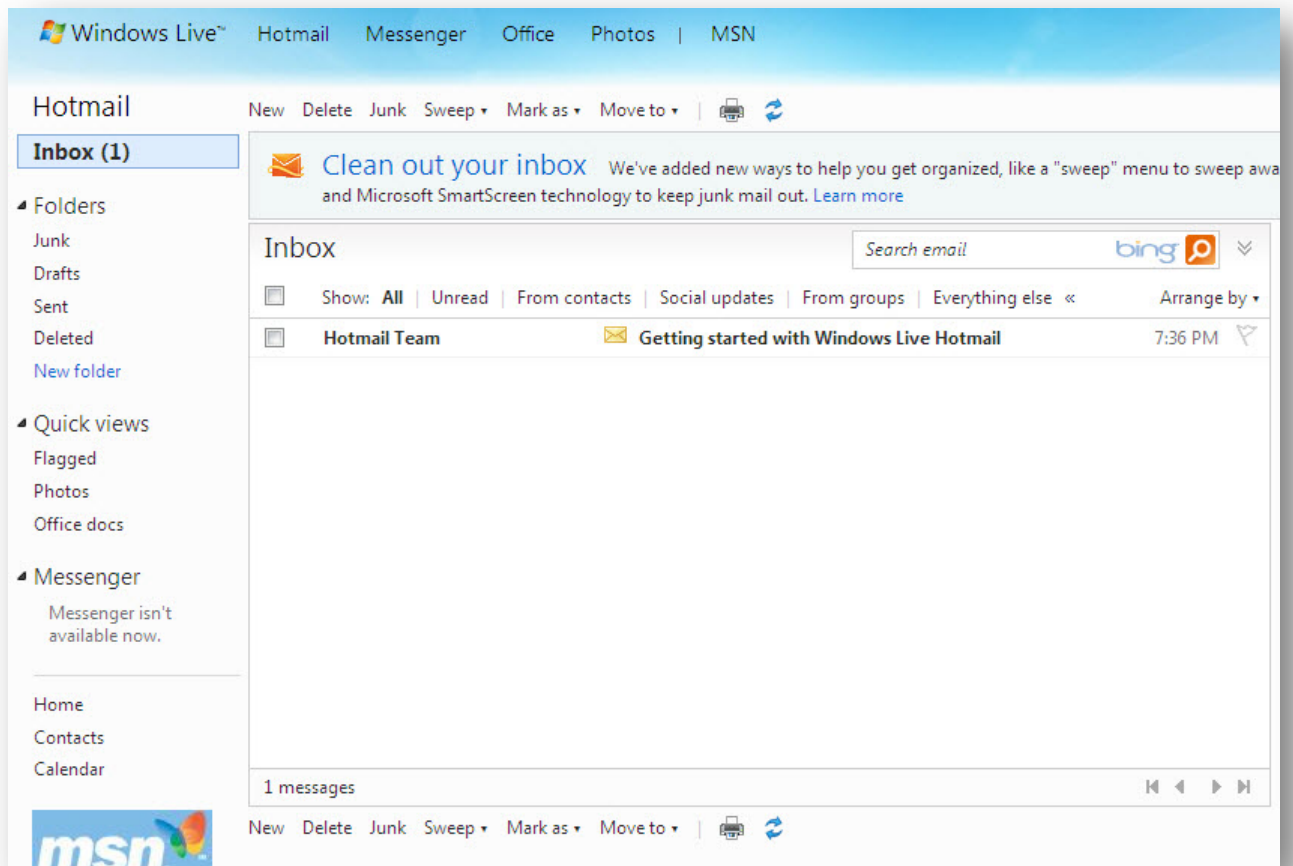 Windows Live™ Hotmail Messenger Office Photos | MSN
Hotmail
New Delete Junk Sweep Mark as Move to
Inbox (1)
Clean out your inbox We've added new ways to help you get organized, like a "sweep" menu to sweep awa
and Microsoft SmartScreen technology to keep junk mail out. Learn more
Folders
Junk
Drafts
Sent
Deleted
New folder
Quick views
Flagged
Photos
Office docs
Messenger
Messenger isn't
available now.
Home
Contacts
Calendar
msn
Inbox Search email bing
Show: All | Unread | From contacts | Social updates | From groups | Everything else « Arrange by
Hotmail Team Getting started with Windows Live Hotmail 7:36 PM
1 messages
New Delete Junk Sweep Mark as Move to